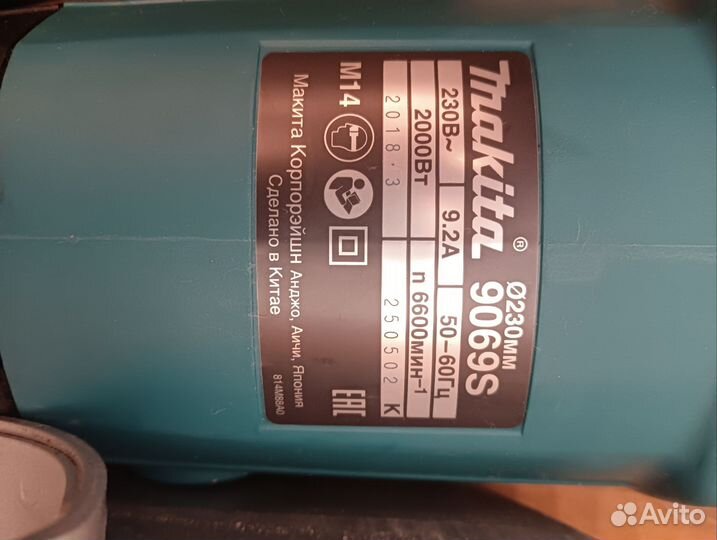 makita® Ø230мм
9069S
230В~ 9.2А 50–60Гц
2000Вт n 6600мин⁻¹
2018·3 250502 K
M14
EAC
Макита Корпорэйшн Анджо, Аичи, Япония
Сделано в Китае
814M88A0
Avito